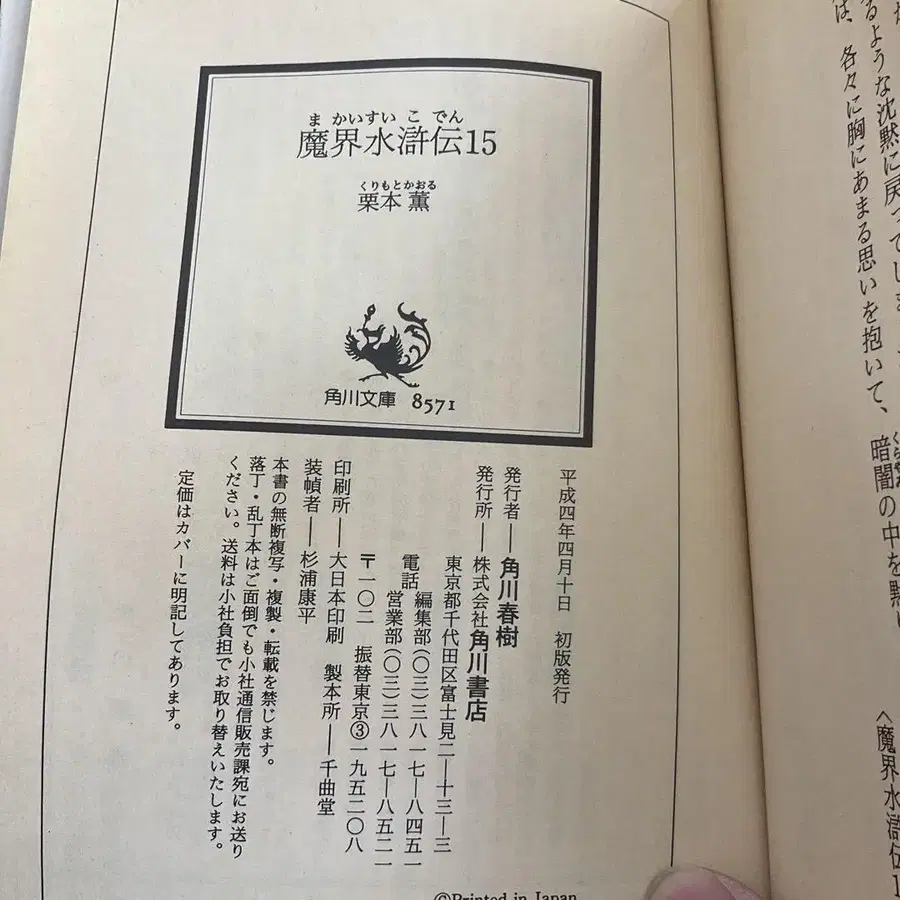 ま かいすい こ でん
魔界水滸伝15
くりもとかおる
栗本 薫
角川文庫 8571
平成四年四月十日 初版発行
発行者――角川春樹
発行所――株式会社角川書店
東京都千代田区富士見二―十三―三
電話 編集部(〇三)三八一七―八四五一
営業部(〇三)三八一七―八五二一
〒一〇二 振替東京③一九五二〇八
印刷所――大日本印刷 製本所――千曲堂
装幀者――杉浦康平
本書の無断複写・複製・転載を禁じます。
落丁・乱丁本はご面倒でも小社通信販売課宛にお送り
ください。送料は小社負担でお取り替えいたします。
定価はカバーに明記してあります。
©Printed in Japan
るような沈黙に戻ってしま
は、各々に胸にあまる思いを抱いて、暗闇の中を黙
〈魔界水滸伝1